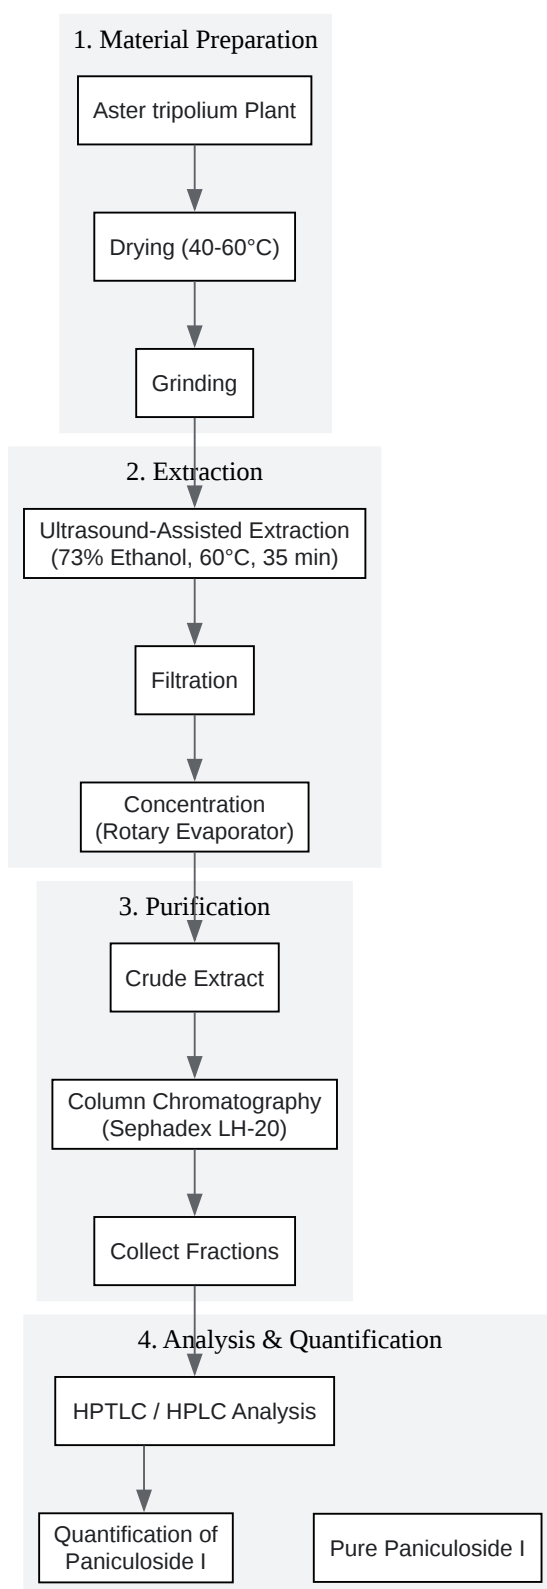 1. Material Preparation
Aster tripolium Plant
Drying (40-60°C)
Grinding
2. Extraction
Ultrasound-Assisted Extraction
(73% Ethanol, 60°C, 35 min)
Filtration
Concentration
(Rotary Evaporator)
3. Purification
Crude Extract
Column Chromatography
(Sephadex LH-20)
Collect Fractions
4. Analysis & Quantification
HPTLC / HPLC Analysis
Quantification of
Paniculoside I
Pure Paniculoside I